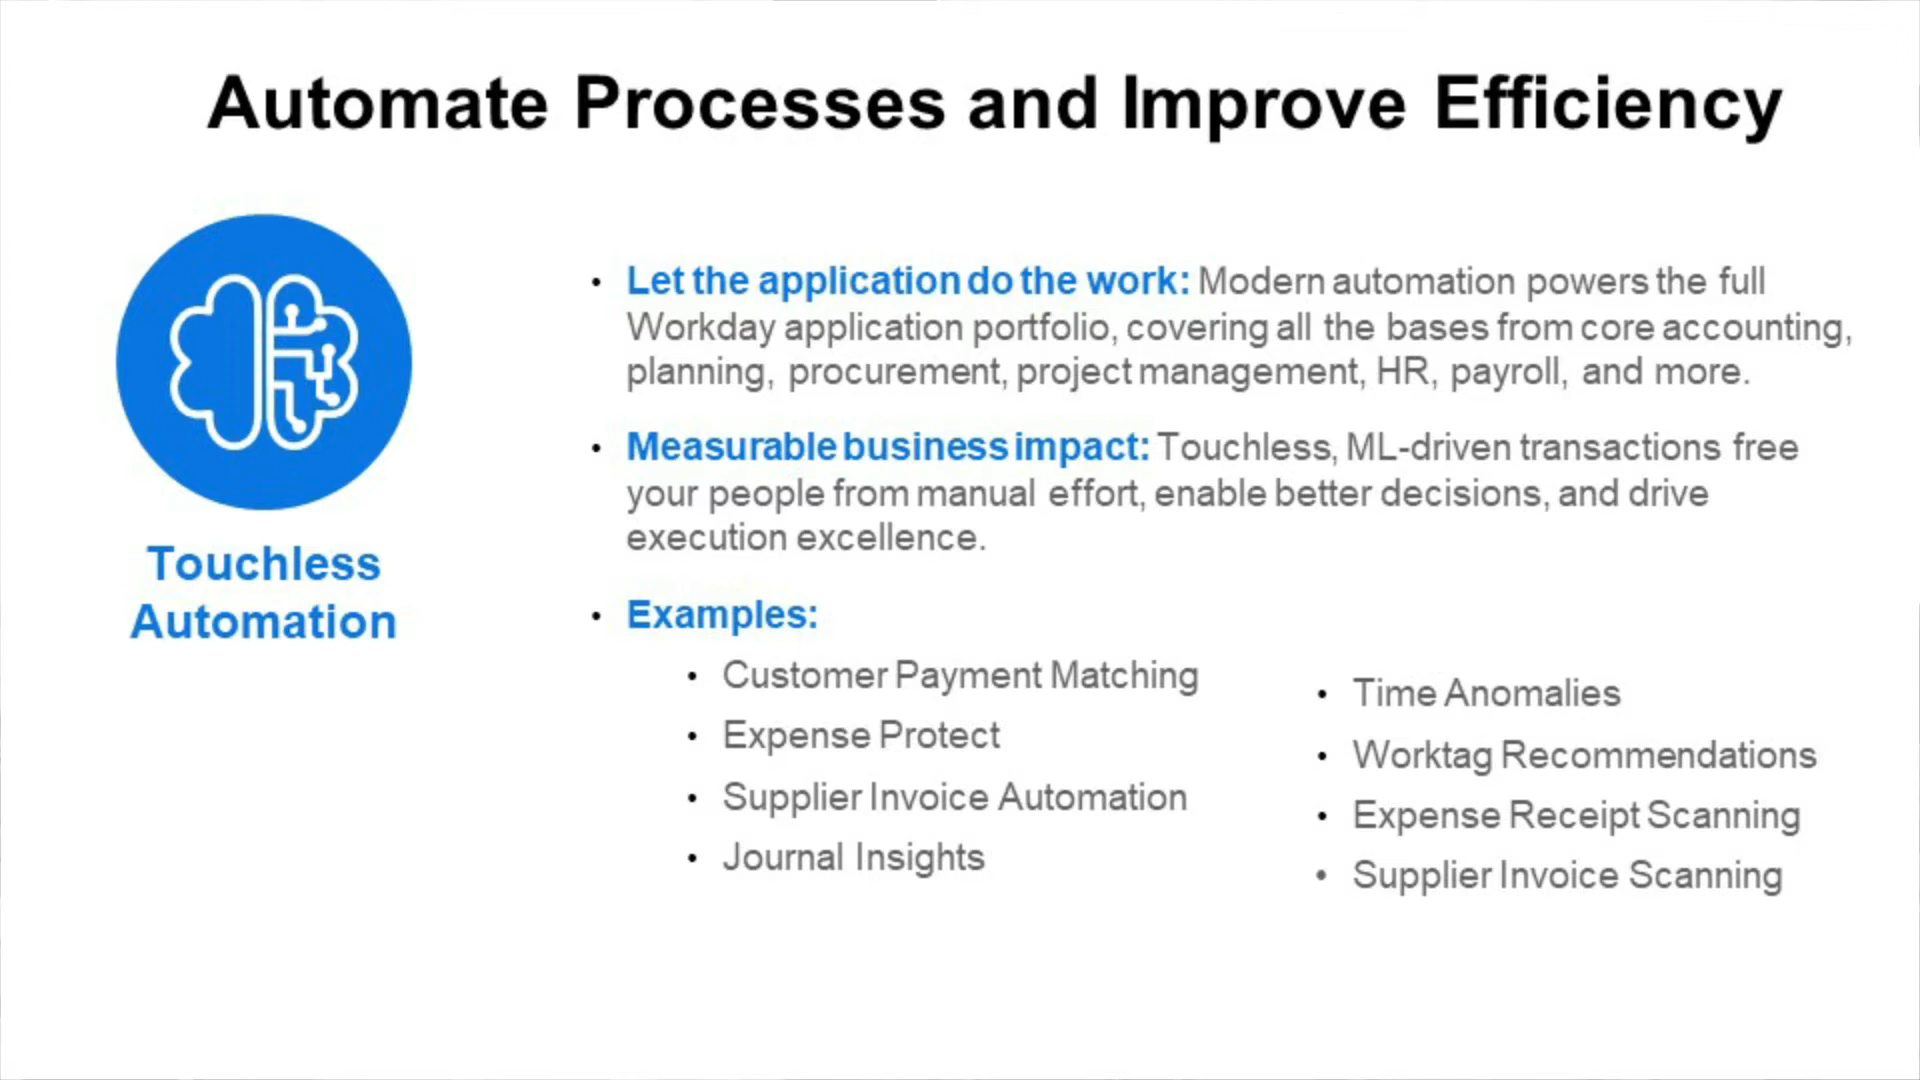 Automate Processes and Improve Efficiency
Touchless
Automation
• Let the application do the work: Modern automation powers the full
Workday application portfolio, covering all the bases from core accounting,
planning, procurement, project management, HR, payroll, and more.
• Measurable business impact: Touchless, ML-driven transactions free
your people from manual effort, enable better decisions, and drive
execution excellence.
• Examples:
• Customer Payment Matching
• Expense Protect
• Supplier Invoice Automation
• Journal Insights
• Time Anomalies
• Worktag Recommendations
• Expense Receipt Scanning
• Supplier Invoice Scanning